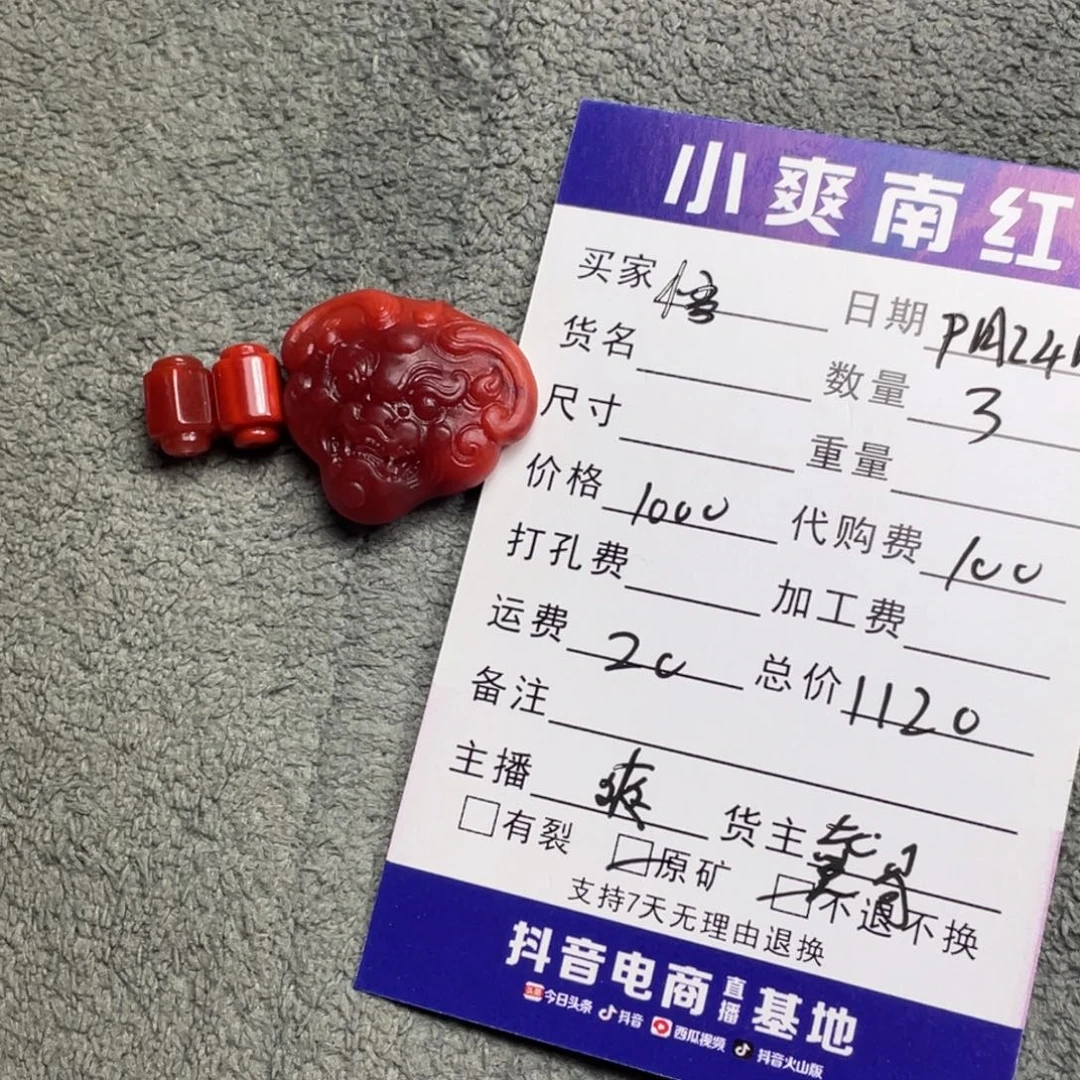 小爽南红
买家 日期
货名 数量 3
尺寸 重量
价格 1000 代购费 100
打孔费 加工费
运费 20 总价 1120
备注
主播 爽 货主
有裂 原矿 不退不换
支持7天无理由退换
抖音电商直播基地
头条 今日头条 抖音 西瓜视频 抖音火山版